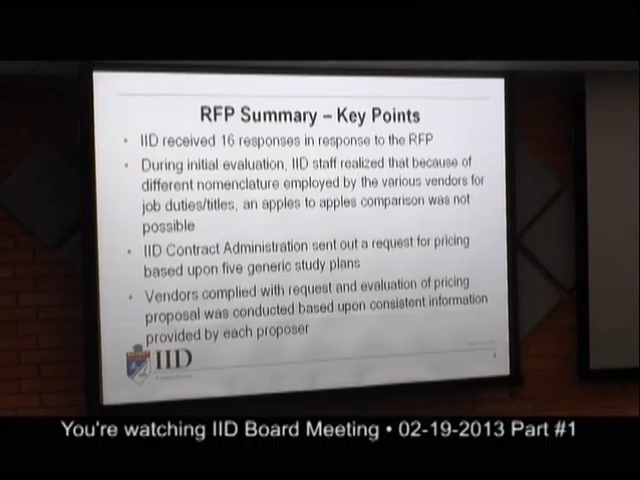 RFP Summary – Key Points
• IID received 16 responses in response to the RFP
• During initial evaluation, IID staff realized that because of
different nomenclature employed by the various vendors for
job duties/titles, an apples to apples comparison was not
possible
• IID Contract Administration sent out a request for pricing
based upon five generic study plans
• Vendors complied with request and evaluation of pricing
proposal was conducted based upon consistent information
provided by each proposer
IID
You're watching IID Board Meeting • 02-19-2013 Part #1